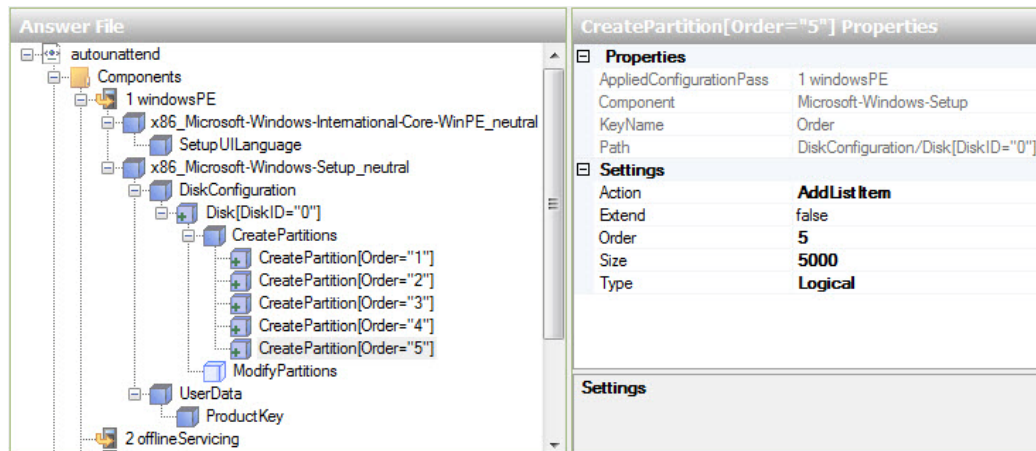 Answer File
autounattend
Components
1 windowsPE
x86_Microsoft-Windows-International-Core-WinPE_neutral
SetupUILanguage
x86_Microsoft-Windows-Setup_neutral
DiskConfiguration
Disk[DiskID="0"]
CreatePartitions
CreatePartition[Order="1"]
CreatePartition[Order="2"]
CreatePartition[Order="3"]
CreatePartition[Order="4"]
CreatePartition[Order="5"]
ModifyPartitions
UserData
ProductKey
2 offlineServicing
CreatePartition[Order="5"] Properties
Properties
AppliedConfigurationPass 1 windowsPE
Component Microsoft-Windows-Setup
KeyName Order
Path DiskConfiguration/Disk[DiskID="0"]
Settings
Action AddListItem
Extend false
Order 5
Size 5000
Type Logical
Settings